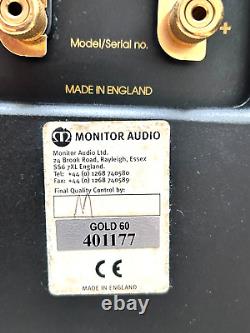 Model/Serial no.
+
MADE IN ENGLAND
MONITOR AUDIO
Monitor Audio Ltd.
24 Brook Road, Rayleigh, Essex
SS6 7XL England.
Tel: +44 (0) 1268 740580
Fax: +44 (0) 1268 740589
Final Quality Control by:
M
GOLD 60
401177
CE
MADE IN ENGLAND